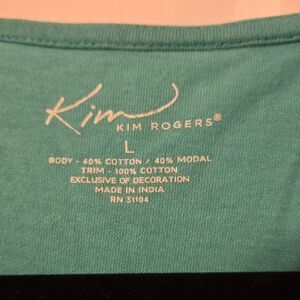 Kim
KIM ROGERS®
L
BODY - 60% COTTON / 40% MODAL
TRIM - 100% COTTON
EXCLUSIVE OF DECORATION
MADE IN INDIA
RN 31104